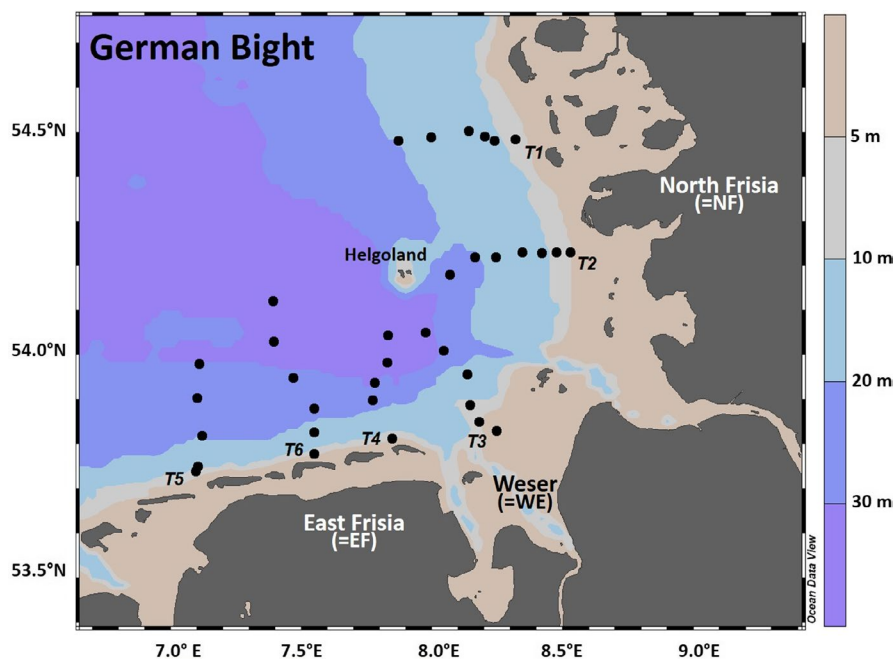 German Bight
54.5°N
5 m
T1
North Frisia
(=NF)
Helgoland
T2
10 m
54.0°N
20 m
T3
T4
T6
T5
Weser
(=WE)
30 m
East Frisia
(=EF)
53.5°N
Ocean Data View
7.0° E
7.5°E
8.0°E
8.5°E
9.0°E